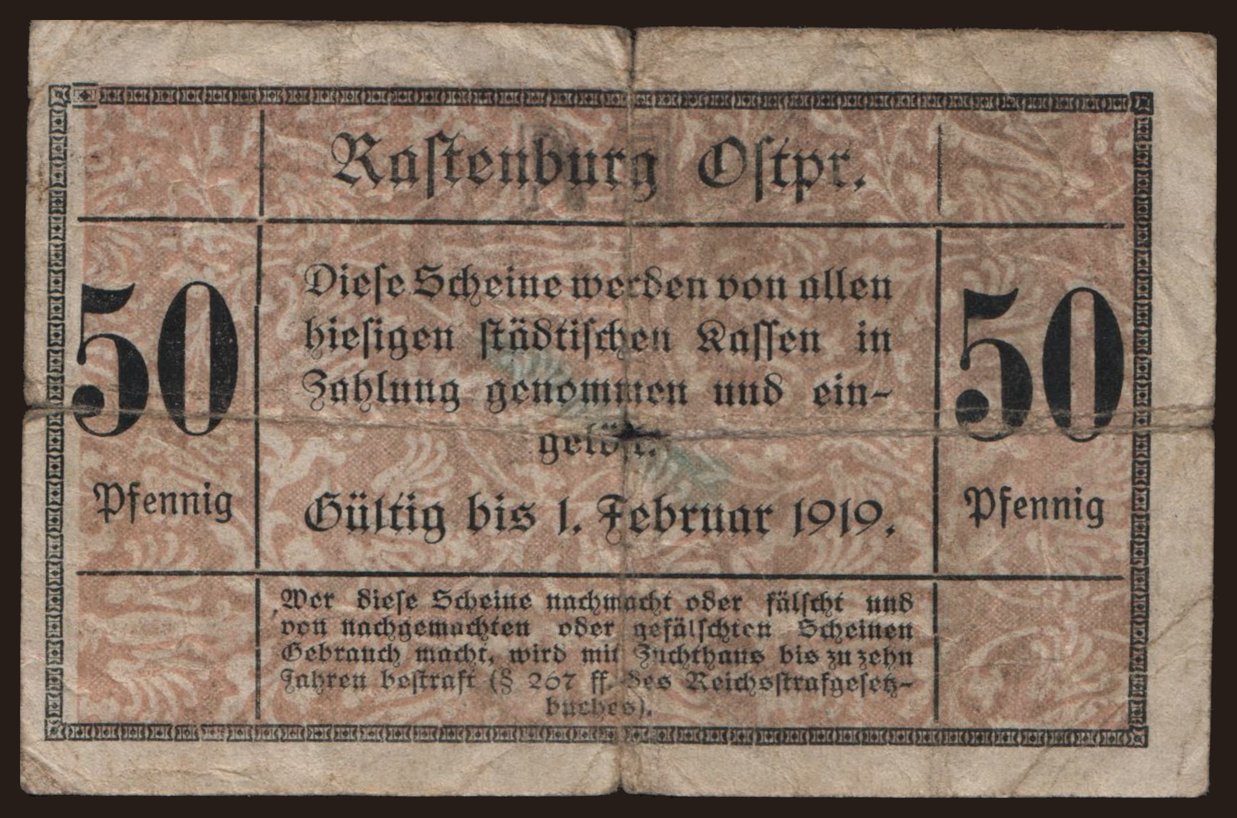 Rastenburg Ostpr.
50
Pfennig
Diese Scheine werden von allen
hiesigen städtischen Kassen in
Zahlung genommen und ein-
gelöst.
Gültig bis 1. Februar 1919.
50
Pfennig
Wer diese Scheine nachmacht oder fälscht und
von nachgemachten oder gefälschten Scheinen
Gebrauch macht, wird mit Zuchthaus bis zu zehn
Jahren bestraft (§ 267 ff. des Reichsstrafgesetz-
buches).